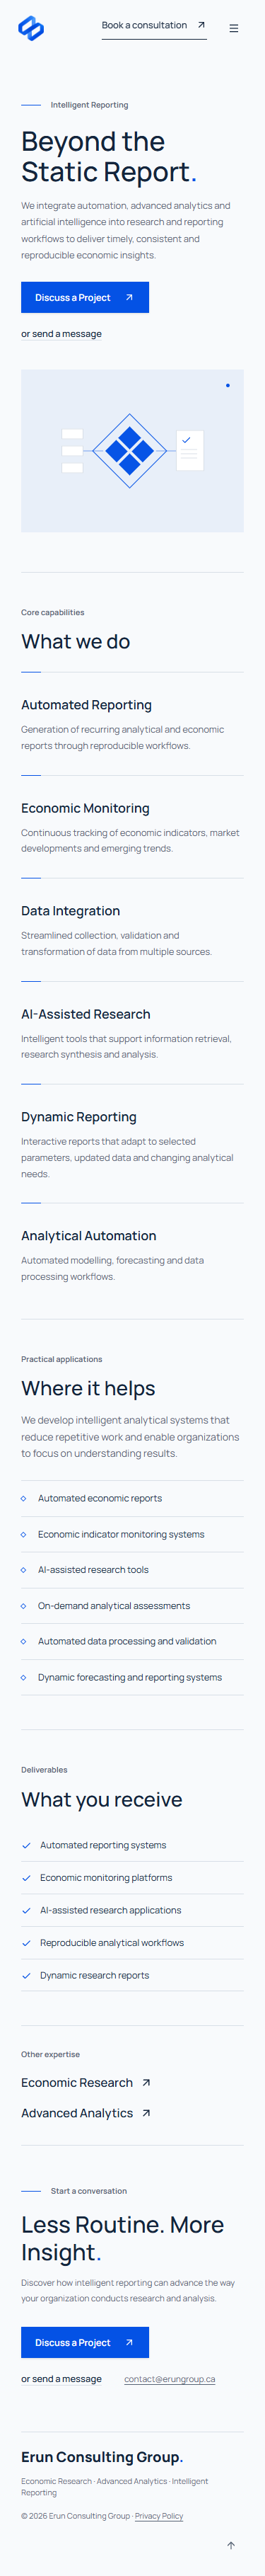 Book a consultation
Intelligent Reporting
Beyond the
Static Report.
We integrate automation, advanced analytics and
artificial intelligence into research and reporting
workflows to deliver timely, consistent and
reproducible economic insights.
Discuss a Project
or send a message
Core capabilities
What we do
Automated Reporting
Generation of recurring analytical and economic
reports through reproducible workflows.
Economic Monitoring
Continuous tracking of economic indicators, market
developments and emerging trends.
Data Integration
Streamlined collection, validation and
transformation of data from multiple sources.
AI-Assisted Research
Intelligent tools that support information retrieval,
research synthesis and analysis.
Dynamic Reporting
Interactive reports that adapt to selected
parameters, updated data and changing analytical
needs.
Analytical Automation
Automated modelling, forecasting and data
processing workflows.
Practical applications
Where it helps
We develop intelligent analytical systems that
reduce repetitive work and enable organizations
to focus on understanding results.
Automated economic reports
Economic indicator monitoring systems
AI-assisted research tools
On-demand analytical assessments
Automated data processing and validation
Dynamic forecasting and reporting systems
Deliverables
What you receive
Automated reporting systems
Economic monitoring platforms
AI-assisted research applications
Reproducible analytical workflows
Dynamic research reports
Other expertise
Economic Research
Advanced Analytics
Start a conversation
Less Routine. More
Insight.
Discover how intelligent reporting can advance the way
your organization conducts research and analysis.
Discuss a Project
or send a message contact@erungroup.ca
Erun Consulting Group.
Economic Research · Advanced Analytics · Intelligent
Reporting
© 2026 Erun Consulting Group · Privacy Policy